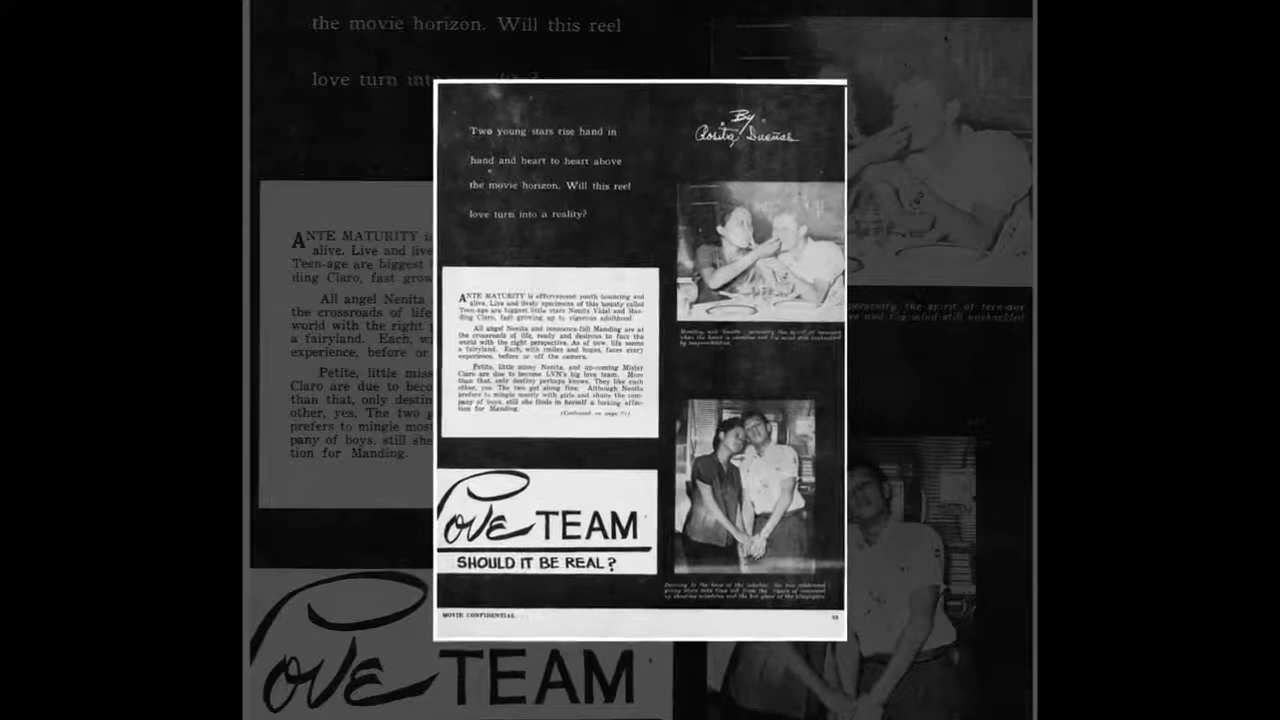 Two young stars rise hand in
hand and heart to heart above
the movie horizon. Will this reel
love turn into a reality?
By
Rosita Dueñas
ANTE MATURITY is effervescent youth bouncing and
alive. Live and lively specimens of this bounty called
Teen-age are biggest little stars Nenita Vidal and Man-
ding Claro, fast growing up to vigorous adulthood.
All angel Nenita and innocence-full Manding are at
the crossroads of life, ready and desirous to face the
world with the right perspective. As of now, life seems
a fairyland. Each, with smiles and hopes, faces every
experience, before or off the camera.
Petite, little missy Nenita, and up-coming Mister
Claro are due to become LVN's big love team. More
than that, only destiny perhaps knows. They like each
other, yes. The two get along fine. Although Nenita
prefers to mingle mostly with girls and shuns the com-
pany of boys, still she finds in herself a lurking affec-
tion for Manding.
(Continued on page 71)
Love TEAM
SHOULD IT BE REAL?
MOVIE CONFIDENTIAL
the movie horizon. Will this reel
love turn int
ANTE MATURITY is
alive. Live and live
Teen-age are biggest
ding Claro, fast grow
All angel Nenita
the crossroads of life
world with the right
a fairyland. Each, wi
experience, before or
Petite, little miss
Claro are due to beco
than that, only destin
other, yes. The two g
prefers to mingle most
pany of boys, still she
tion for Manding.
personify the spirit of teen-age
and the mind still unshackled
Love TEAM